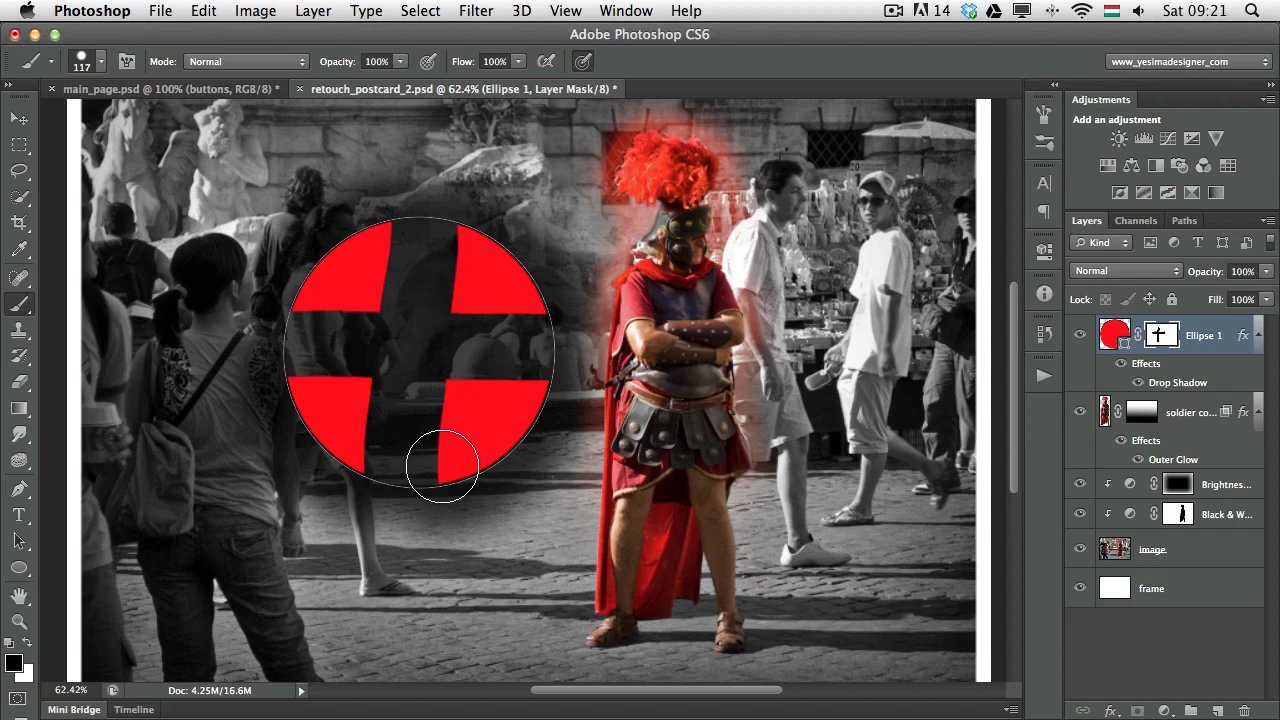 Photoshop File Edit Image Layer Type Select Filter 3D View Window Help 14 Sat 09:21
Adobe Photoshop CS6
117 Mode: Normal Opacity: 100% Flow: 100% www_yesimadesigner_com
main_page.psd @ 100% (buttons, RGB/8) * retouch_postcard_2.psd @ 62.4% (Ellipse 1, Layer Mask/8) *
Adjustments
Add an adjustment
Layers Channels Paths
Kind
Normal Opacity: 100%
Lock: Fill: 100%
Ellipse 1 fx
Effects
Drop Shadow
soldier co... fx
Effects
Outer Glow
Brightnes...
Black & W...
image
frame
62.42% Doc: 4.25M/16.6M
Mini Bridge Timeline